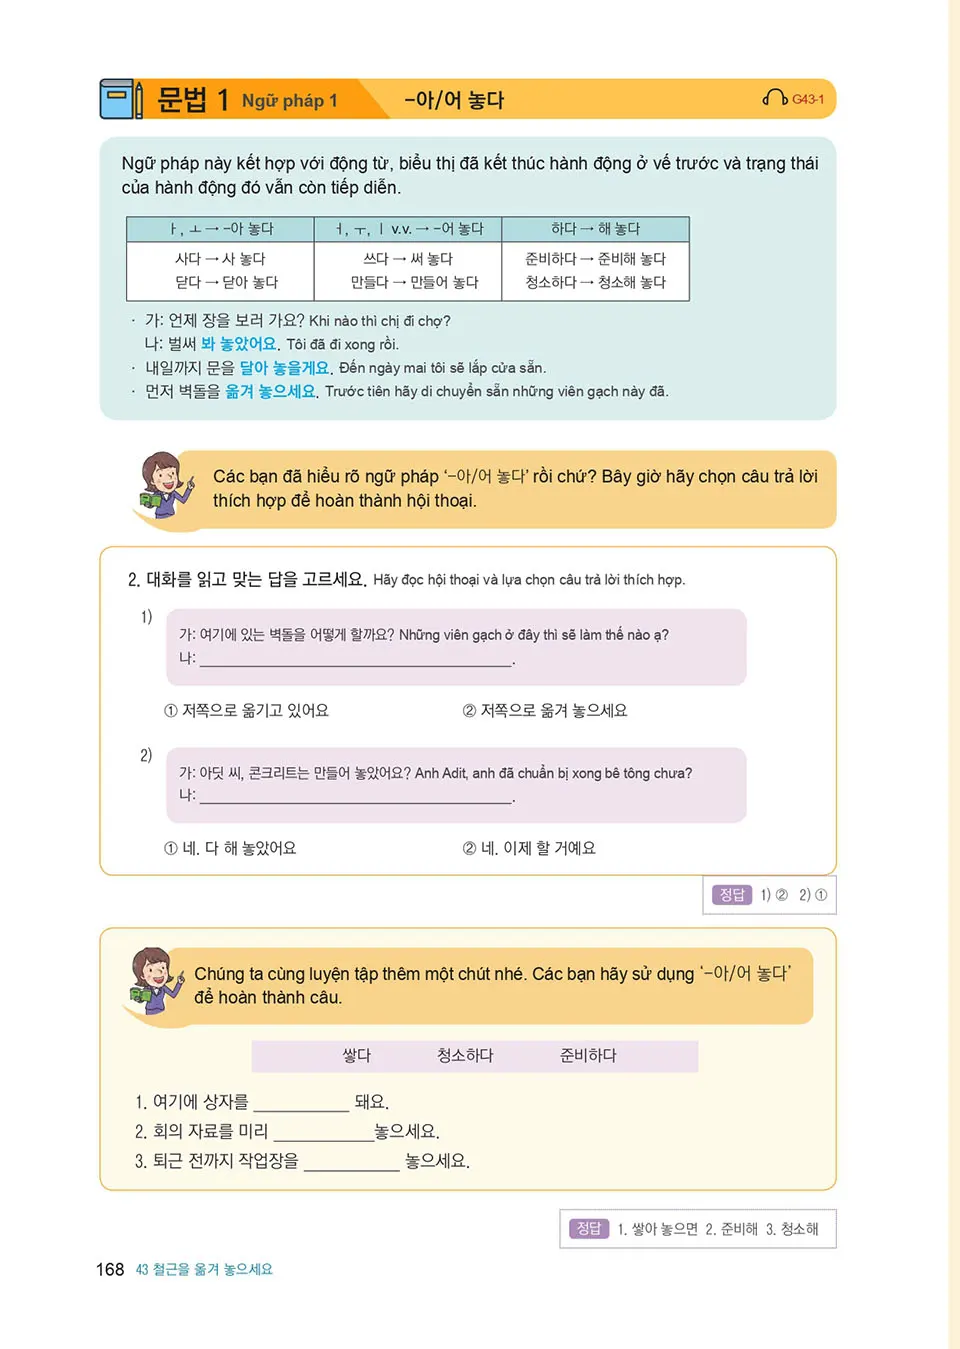 문법 1 Ngữ pháp 1 -아/어 놓다 G43-1
Ngữ pháp này kết hợp với động từ, biểu thị đã kết thúc hành động ở vế trước và trạng thái
của hành động đó vẫn còn tiếp diễn.
ㅏ, ㅗ → -아 놓다 ㅓ, ㅜ, ㅣ v.v. → -어 놓다 하다 → 해 놓다
사다 → 사 놓다 쓰다 → 써 놓다 준비하다 → 준비해 놓다
닫다 → 닫아 놓다 만들다 → 만들어 놓다 청소하다 → 청소해 놓다
· 가: 언제 장을 보러 가요? Khi nào thì chị đi chợ?
나: 벌써 봐 놓았어요. Tôi đã đi xong rồi.
· 내일까지 문을 달아 놓을게요. Đến ngày mai tôi sẽ lắp cửa sẵn.
· 먼저 벽돌을 옮겨 놓으세요. Trước tiên hãy di chuyển sẵn những viên gạch này đã.
Các bạn đã hiểu rõ ngữ pháp ‘-아/어 놓다’ rồi chứ? Bây giờ hãy chọn câu trả lời
thích hợp để hoàn thành hội thoại.
2. 대화를 읽고 맞는 답을 고르세요. Hãy đọc hội thoại và lựa chọn câu trả lời thích hợp.
1)
가: 여기에 있는 벽돌을 어떻게 할까요? Những viên gạch ở đây thì sẽ làm thế nào ạ?
나: ____________________.
① 저쪽으로 옮기고 있어요 ② 저쪽으로 옮겨 놓으세요
2)
가: 아딧 씨, 콘크리트는 만들어 놓았어요? Anh Adit, anh đã chuẩn bị xong bê tông chưa?
나: ____________________.
① 네. 다 해 놓았어요 ② 네. 이제 할 거예요
정답 1) ② 2) ①
Chúng ta cùng luyện tập thêm một chút nhé. Các bạn hãy sử dụng ‘-아/어 놓다’
để hoàn thành câu.
쌓다 청소하다 준비하다
1. 여기에 상자를 __________ 돼요.
2. 회의 자료를 미리 __________놓으세요.
3. 퇴근 전까지 작업장을 __________ 놓으세요.
정답 1. 쌓아 놓으면 2. 준비해 3. 청소해
168 43 철근을 옮겨 놓으세요